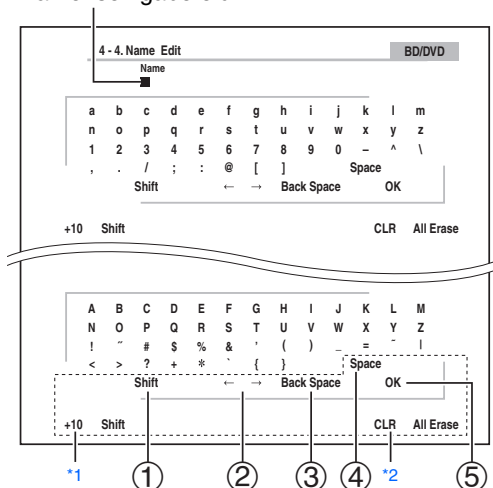 4 - 4. Name Edit BD/DVD
Name
a b c d e f g h i j k l m
n o p q r s t u v w x y z
1 2 3 4 5 6 7 8 9 0 – ^ \
, . / ; : @ [ ] Space
Shift ← → Back Space OK
+10 Shift CLR All Erase
A B C D E F G H I J K L M
N O P Q R S T U V W X Y Z
! ˝ # $ % & ' ( ) _ = ˜ |
< > ? + * ` { } Space
Shift ← → Back Space OK
+10 Shift CLR All Erase
*1 ① ② ③ ④ *2 ⑤